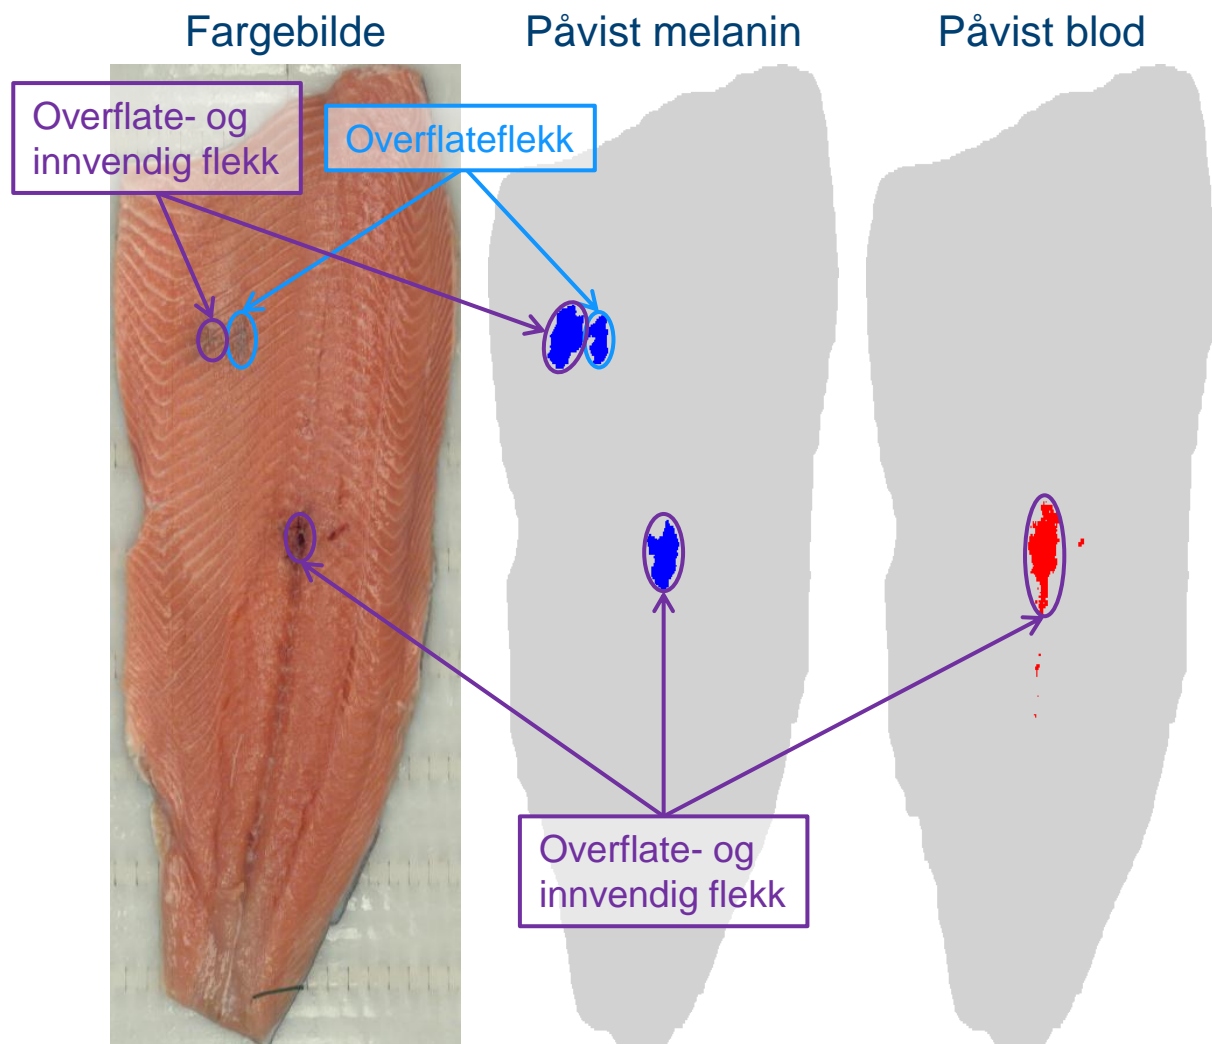 Fargebilde
Påvist melanin
Påvist blod
Overflate- og
innvendig flekk
Overflateflekk
Overflate- og
innvendig flekk